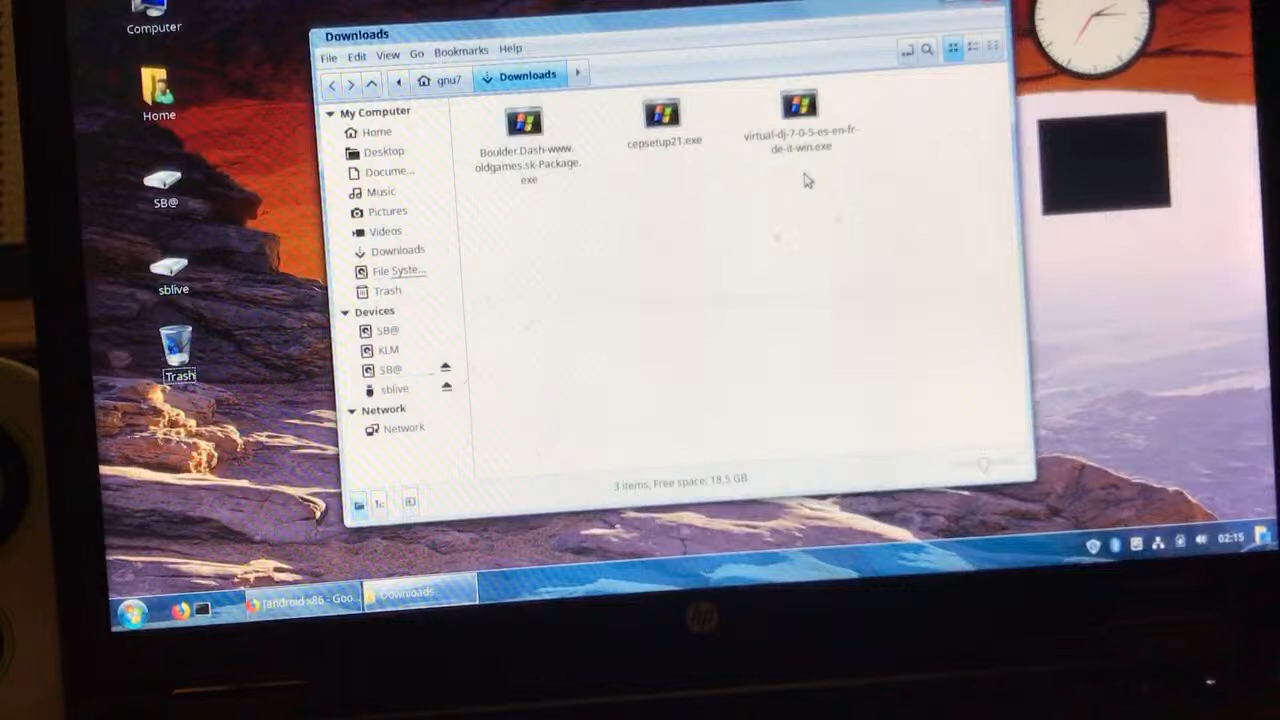 Computer
Home
SB@
sblive
Trash
Downloads
File Edit View Go Bookmarks Help
gnu7 Downloads
My Computer
Home
Desktop
Docume...
Music
Pictures
Videos
Downloads
File Syste...
Trash
Devices
SB@
KLM
SB@
sblive
Network
Network
Boulder.Dash-www.
oldgames.sk-Package.
exe
cepsetup21.exe
virtual-dj-7-0-5-es-en-fr-
de-it-win.exe
3 items, Free space: 18,5 GB
[android x86 - Goo...
Downloads
02:15
hp